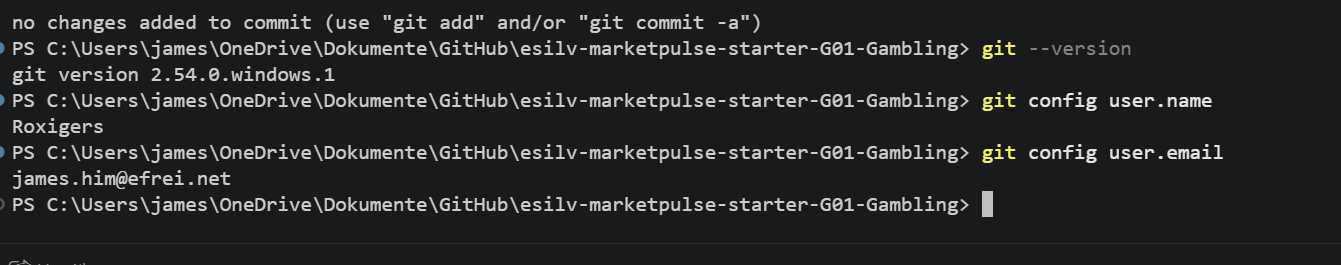 no changes added to commit (use "git add" and/or "git commit -a")
PS C:\Users\james\OneDrive\Dokumente\GitHub\esilv-marketpulse-starter-G01-Gambling> git --version
git version 2.54.0.windows.1
PS C:\Users\james\OneDrive\Dokumente\GitHub\esilv-marketpulse-starter-G01-Gambling> git config user.name
Roxigers
PS C:\Users\james\OneDrive\Dokumente\GitHub\esilv-marketpulse-starter-G01-Gambling> git config user.email
james.him@efrei.net
PS C:\Users\james\OneDrive\Dokumente\GitHub\esilv-marketpulse-starter-G01-Gambling>